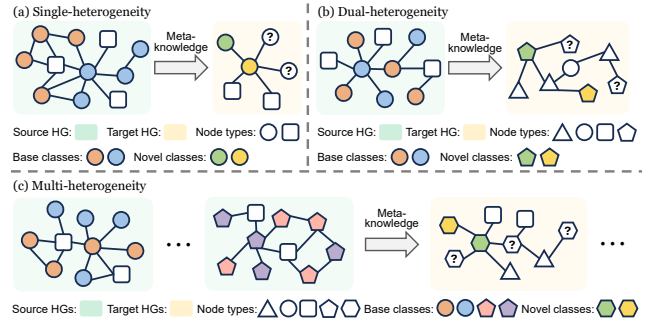 (a) Single-heterogeneity
Meta-
knowledge
?
?
Source HG: Target HG: Node types:
Base classes: Novel classes:
(b) Dual-heterogeneity
Meta-
knowledge
?
?
Source HG: Target HG: Node types:
Base classes: Novel classes:
(c) Multi-heterogeneity
...
Meta-
knowledge
?
?
?
...
Source HGs: Target HGs: Node types: Base classes: Novel classes: